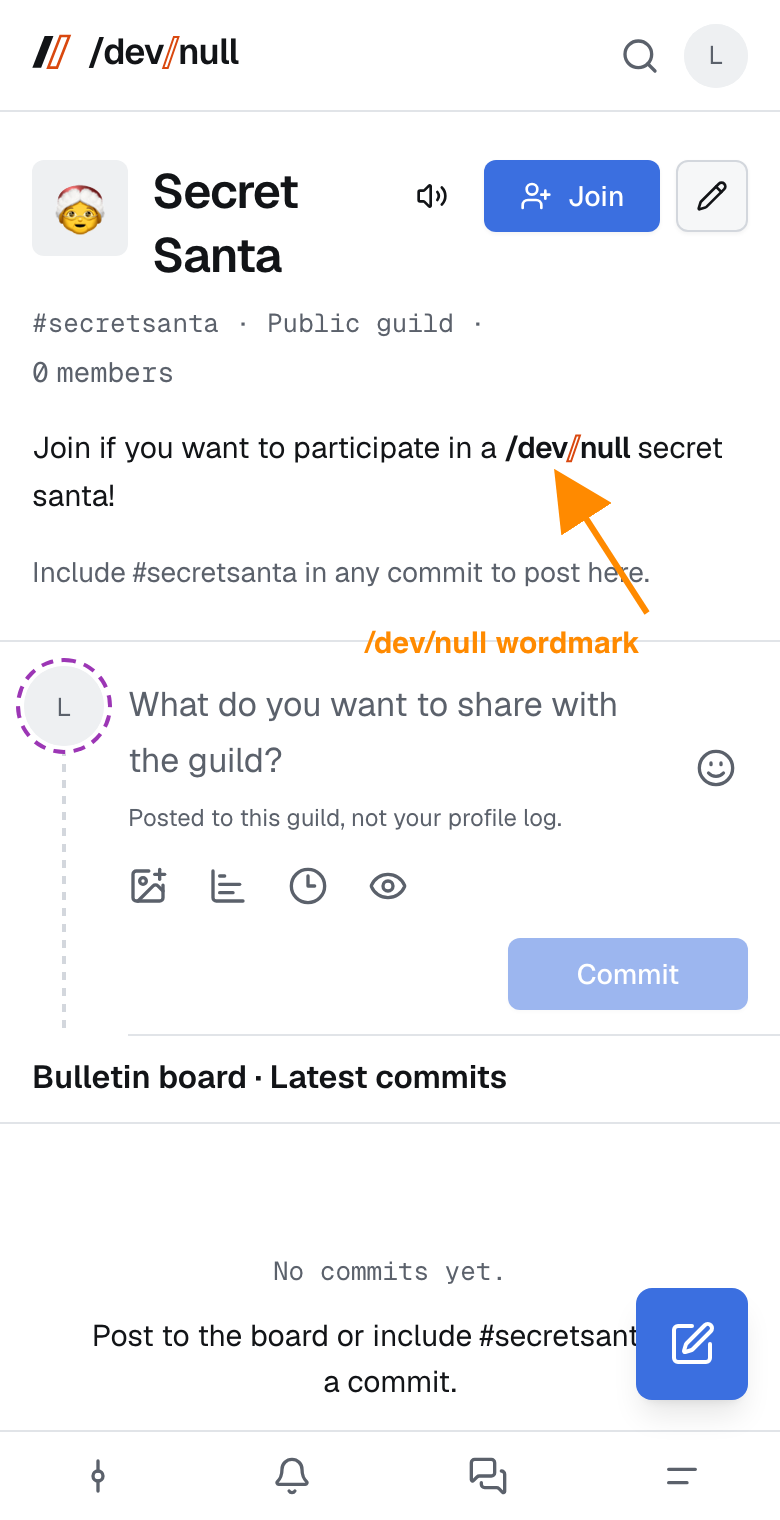 /dev/null
L
Secret
Santa
Join
#secretsanta · Public guild ·
0 members
Join if you want to participate in a /dev/null secret
santa!
Include #secretsanta in any commit to post here.
/dev/null wordmark
L
What do you want to share with
the guild?
Posted to this guild, not your profile log.
Commit
Bulletin board · Latest commits
No commits yet.
Post to the board or include #secretsant
a commit.